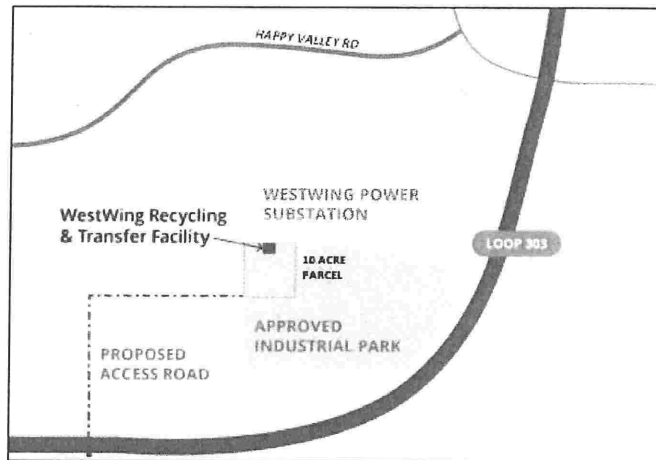 HAPPY VALLEY RD
WESTWING POWER
SUBSTATION
WestWing Recycling
& Transfer Facility
LOOP 303
10 ACRE
PARCEL
APPROVED
INDUSTRIAL PARK
PROPOSED
ACCESS ROAD